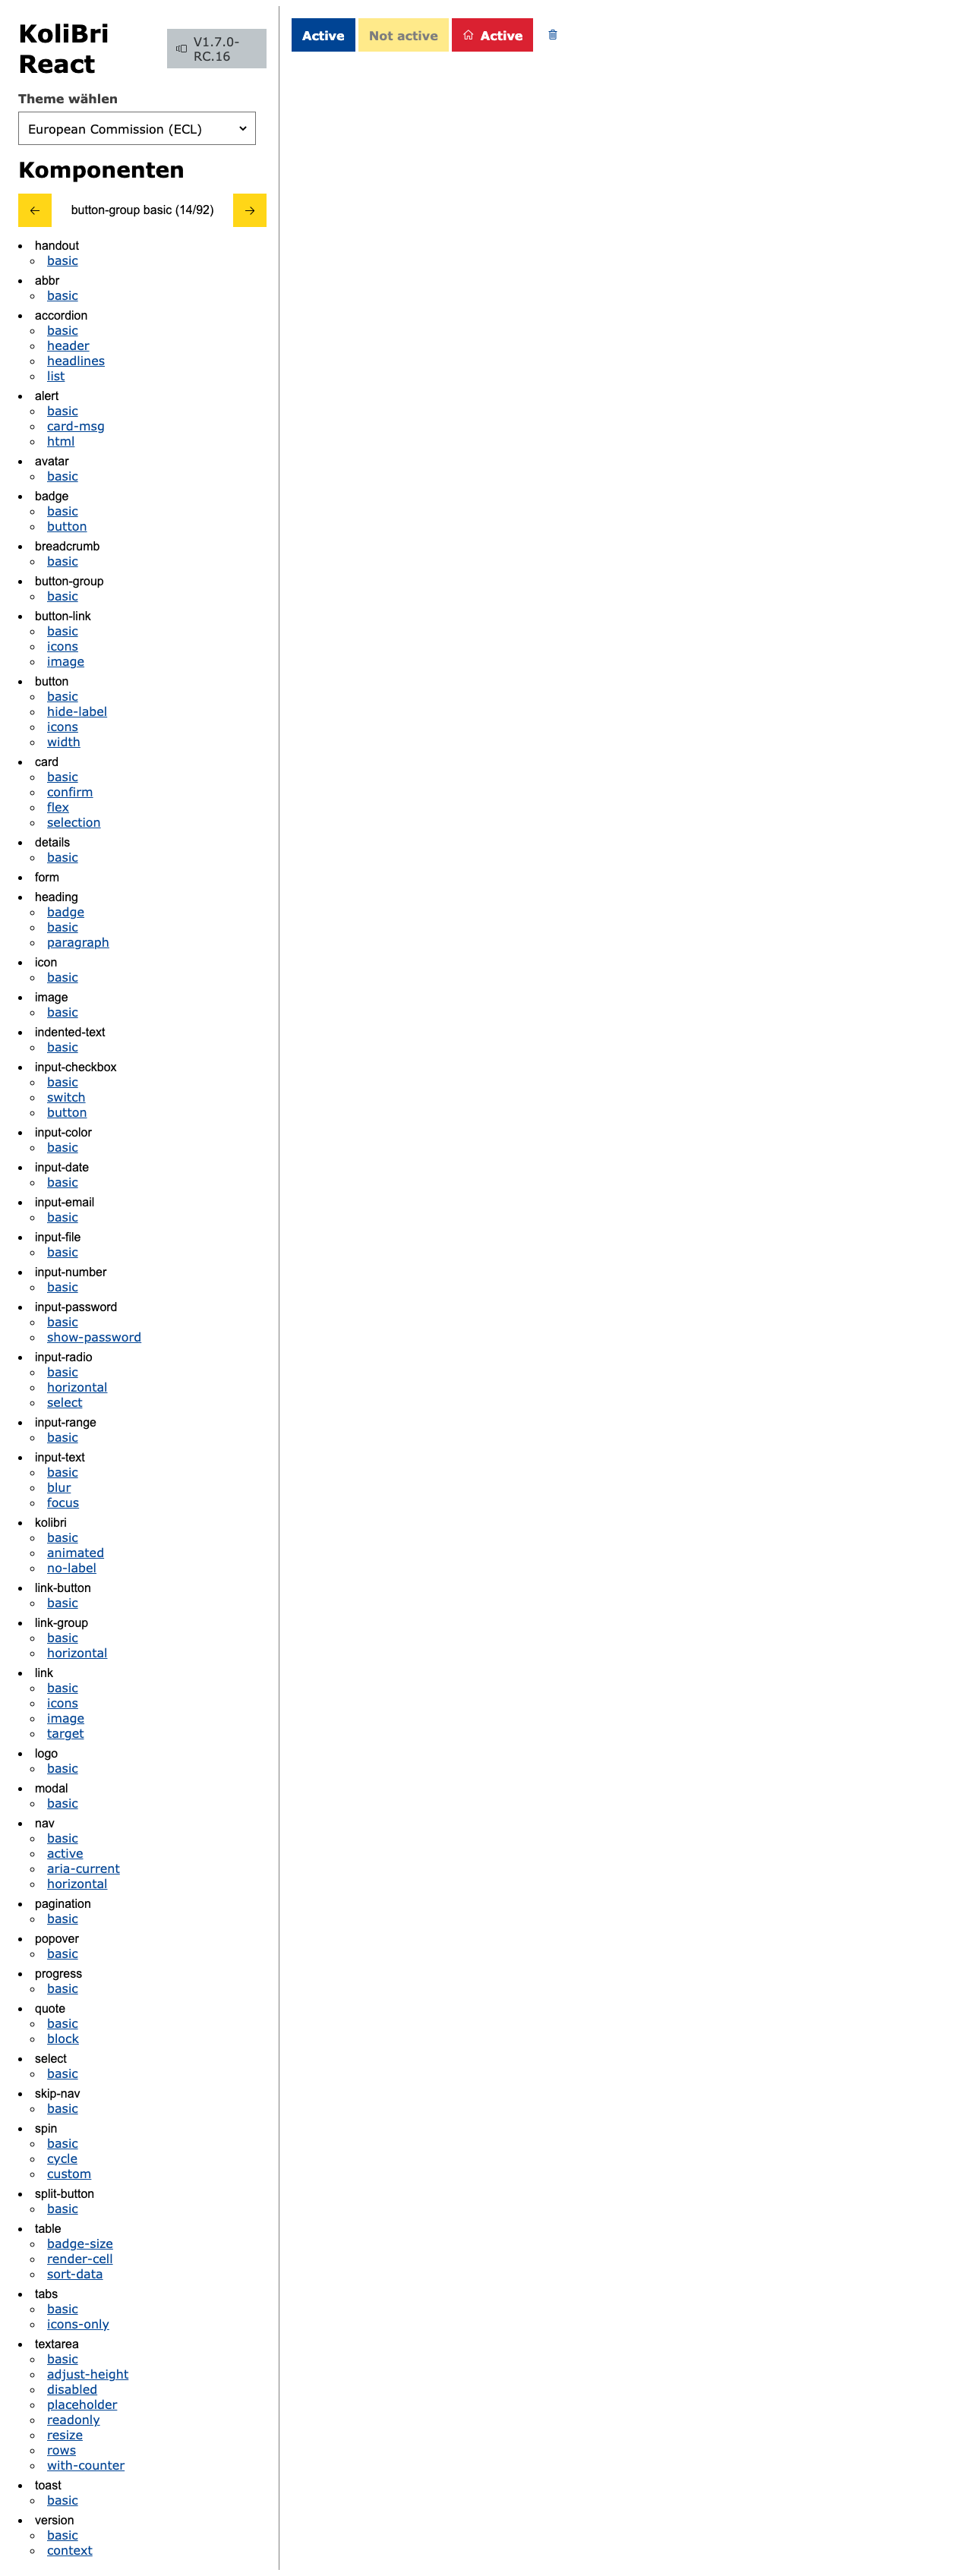 KoliBri
React
V1.7.0-
RC.16
Theme wählen
European Commission (ECL)
Komponenten
button-group basic (14/92)
handout
basic
abbr
basic
accordion
basic
header
headlines
list
alert
basic
card-msg
html
avatar
basic
badge
basic
button
breadcrumb
basic
button-group
basic
button-link
basic
icons
image
button
basic
hide-label
icons
width
card
basic
confirm
flex
selection
details
basic
form
heading
badge
basic
paragraph
icon
basic
image
basic
indented-text
basic
input-checkbox
basic
switch
button
input-color
basic
input-date
basic
input-email
basic
input-file
basic
input-number
basic
input-password
basic
show-password
input-radio
basic
horizontal
select
input-range
basic
input-text
basic
blur
focus
kolibri
basic
animated
no-label
link-button
basic
link-group
basic
horizontal
link
basic
icons
image
target
logo
basic
modal
basic
nav
basic
active
aria-current
horizontal
pagination
basic
popover
basic
progress
basic
quote
basic
block
select
basic
skip-nav
basic
spin
basic
cycle
custom
split-button
basic
table
badge-size
render-cell
sort-data
tabs
basic
icons-only
textarea
basic
adjust-height
disabled
placeholder
readonly
resize
rows
with-counter
toast
basic
version
basic
context
Active
Not active
Active